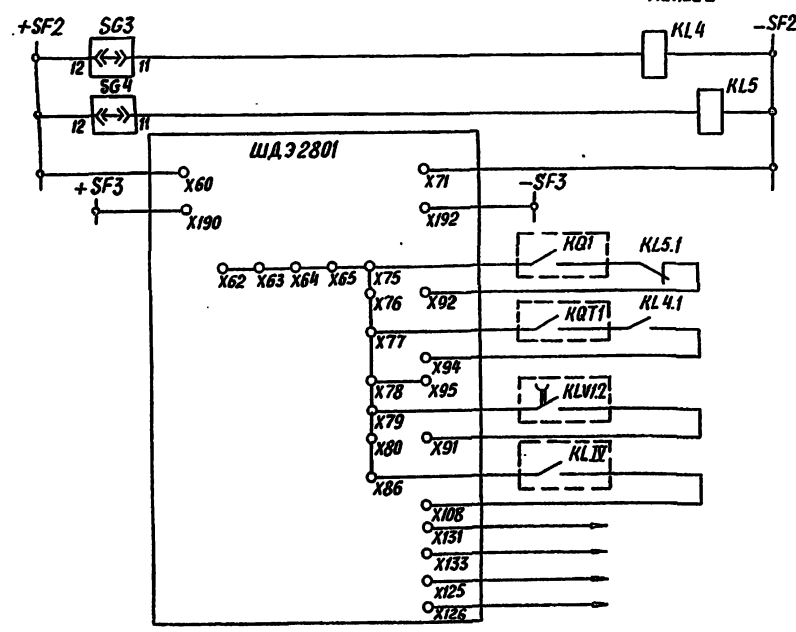 +SF2
SG3
KL4
-SF2
12
11
SG4
KL5
12
11
ШДЭ2801
X60
X71
+SF3
-SF3
X190
X192
KQ1
KL5.1
X62
X63
X64
X65
X75
X76
X92
KQT1
KL4.1
X77
X94
X78
X95
KLV1.2
X79
X80
X91
KLIV
X86
X108
X131
X133
X125
X126